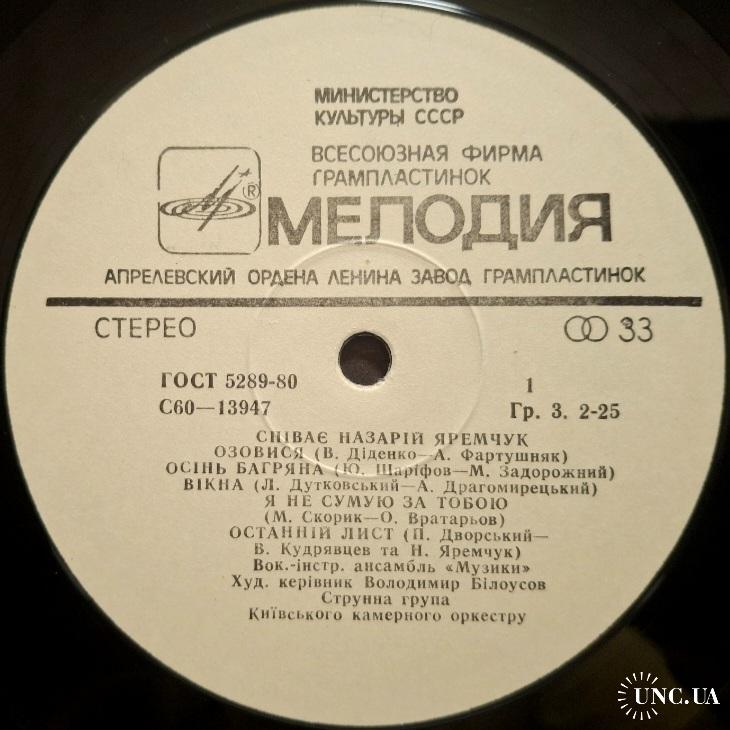 МИНИСТЕРСТВО
КУЛЬТУРЫ СССР
ВСЕСОЮЗНАЯ ФИРМА
ГРАМПЛАСТИНОК
® МЕЛОДИЯ
АПРЕЛЕВСКИЙ ОРДЕНА ЛЕНИНА ЗАВОД ГРАМПЛАСТИНОК
СТЕРЕО 33
ГОСТ 5289-80 1
С60—13947 Гр. 3. 2-25
СПІВАЄ НАЗАРІЙ ЯРЕМЧУК
ОЗОВИСЯ (В. Діденко—А. Фартушняк)
ОСІНЬ БАГРЯНА (Ю. Шаріфов—М. Задорожний)
ВІКНА (Л. Дутковський—А. Драгомирецький)
Я НЕ СУМУЮ ЗА ТОБОЮ
(М. Скорик—О. Вратарьов)
ОСТАННІЙ ЛИСТ (П. Дворський—
В. Кудрявцев та Н. Яремчук)
Вок.-інстр. ансамбль «Музики»
Худ. керівник Володимир Білоусов
Струнна група
Київського камерного оркестру
UNC.UA